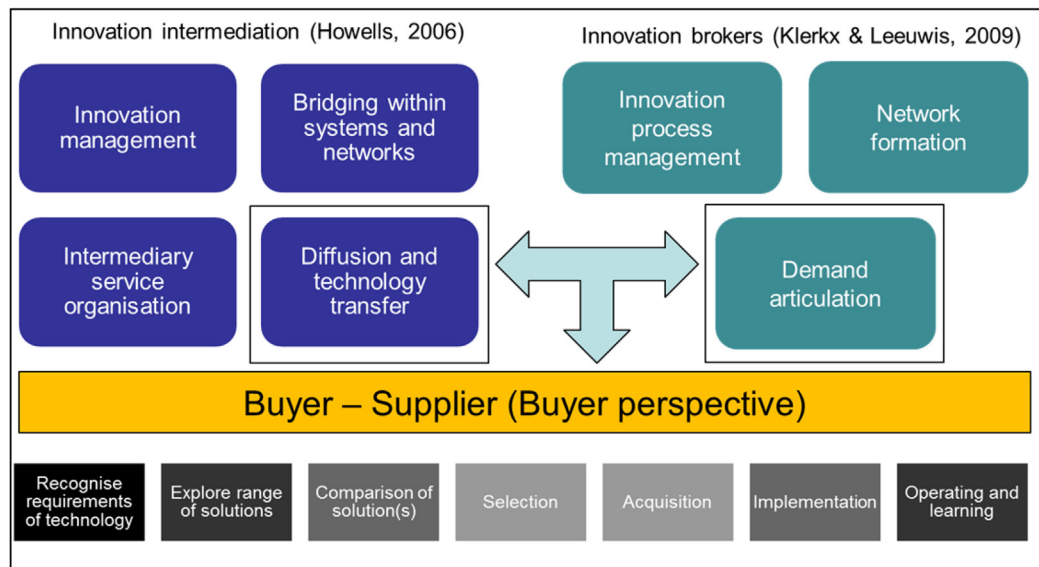 Innovation intermediation (Howells, 2006)
Innovation brokers (Klerkx & Leeuwis, 2009)
Innovation
management
Bridging within
systems and
networks
Innovation
process
management
Network
formation
Intermediary
service
organisation
Diffusion and
technology
transfer
Demand
articulation
Buyer – Supplier (Buyer perspective)
Recognise
requirements
of technology
Explore range
of solutions
Comparison of
solution(s)
Selection
Acquisition
Implementation
Operating and
learning